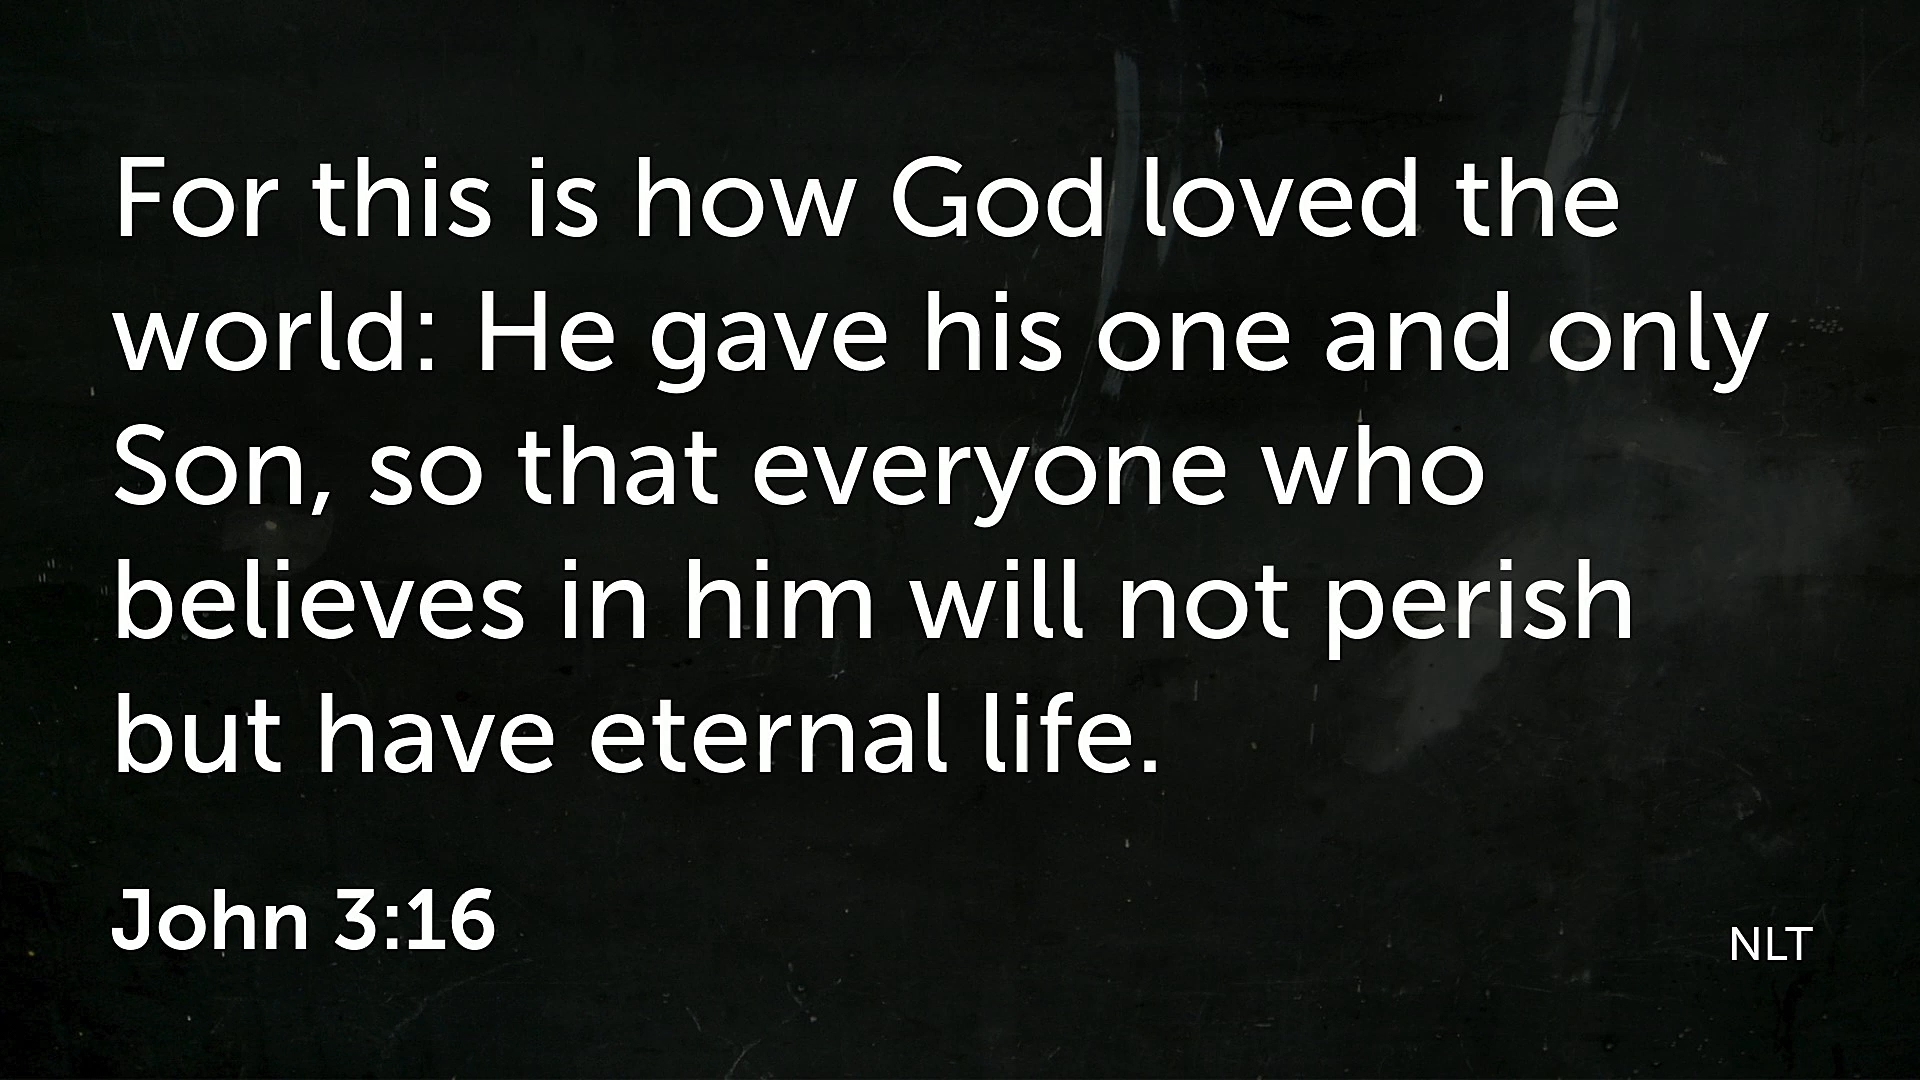 For this is how God loved the
world: He gave his one and only
Son, so that everyone who
believes in him will not perish
but have eternal life.
John 3:16
NLT